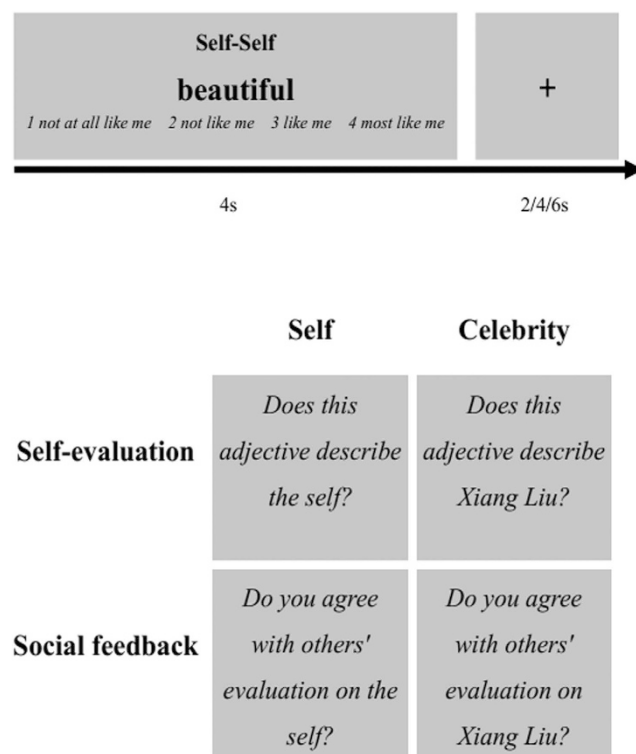 Self-Self
beautiful
1 not at all like me 2 not like me 3 like me 4 most like me
+
4s
2/4/6s
Self
Celebrity
Self-evaluation
Does this
adjective describe
the self?
Does this
adjective describe
Xiang Liu?
Social feedback
Do you agree
with others'
evaluation on the
self?
Do you agree
with others'
evaluation on
Xiang Liu?